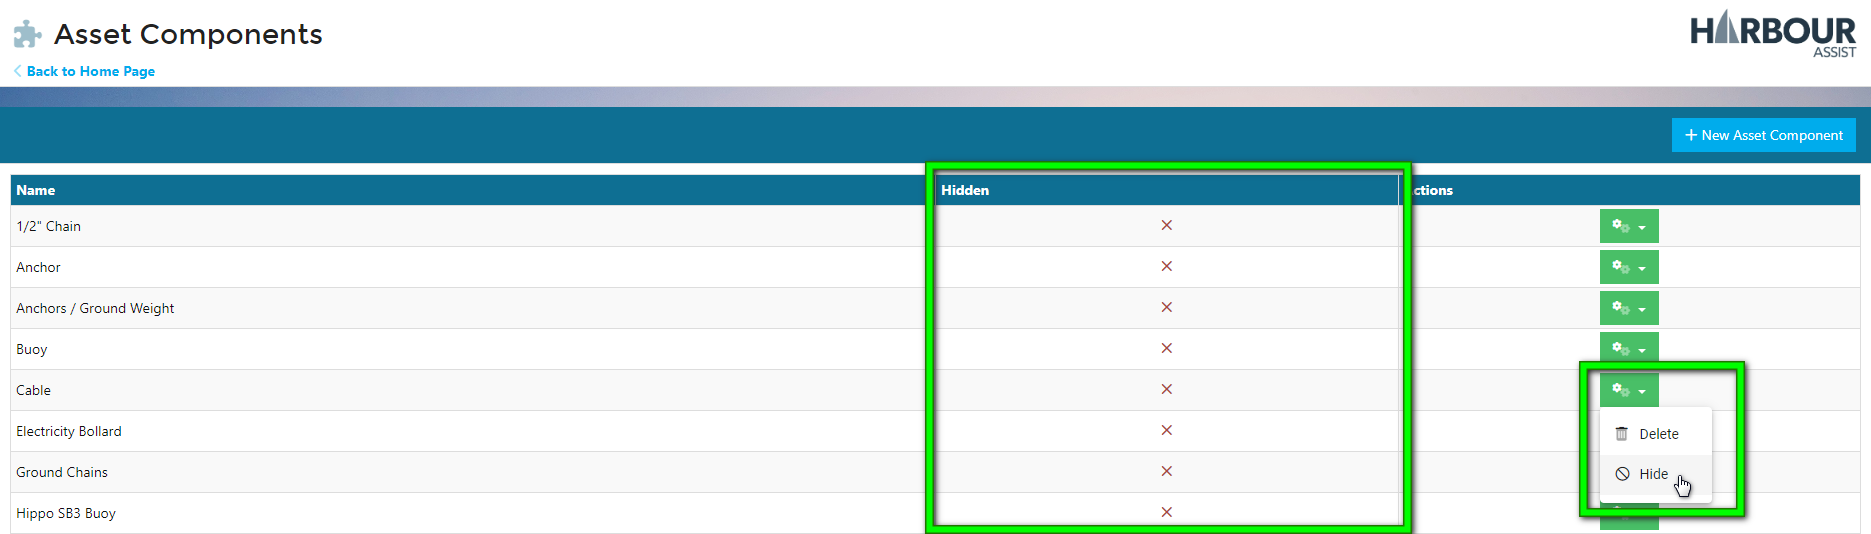 Asset Components
HARBOUR
ASSIST
Back to Home Page
New Asset Component
Name Hidden ctions
1/2" Chain
Anchor
Anchors / Ground Weight
Buoy
Cable
Electricity Bollard
Delete
Ground Chains
Hide
Hippo SB3 Buoy